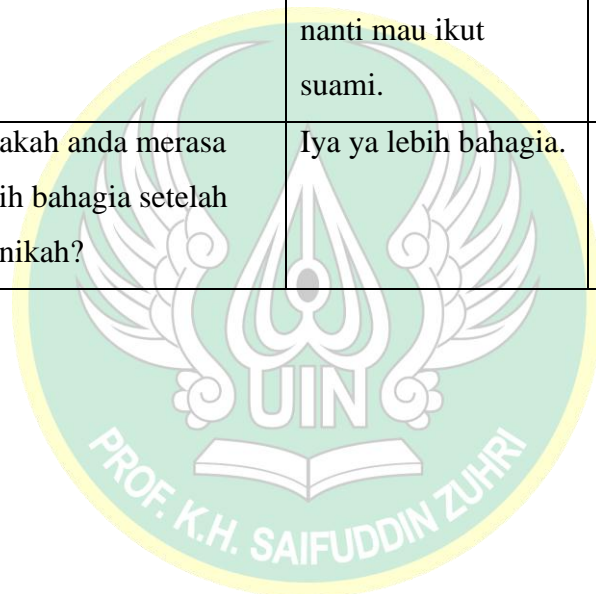 nanti mau ikut
suami.
akah anda merasa
ih bahagia setelah
nikah?
Iya ya lebih bahagia.
UIN
PROF. K.H. SAIFUDDIN ZUHRI